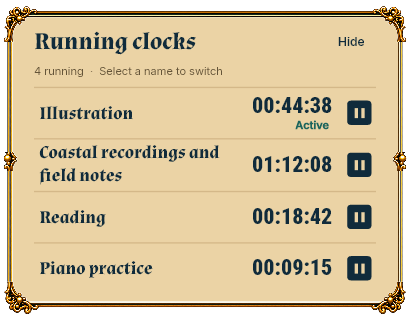 Running clocks
Hide
4 running · Select a name to switch
Illustration
00:44:38
Active
Coastal recordings and
field notes
01:12:08
Reading
00:18:42
Piano practice
00:09:15